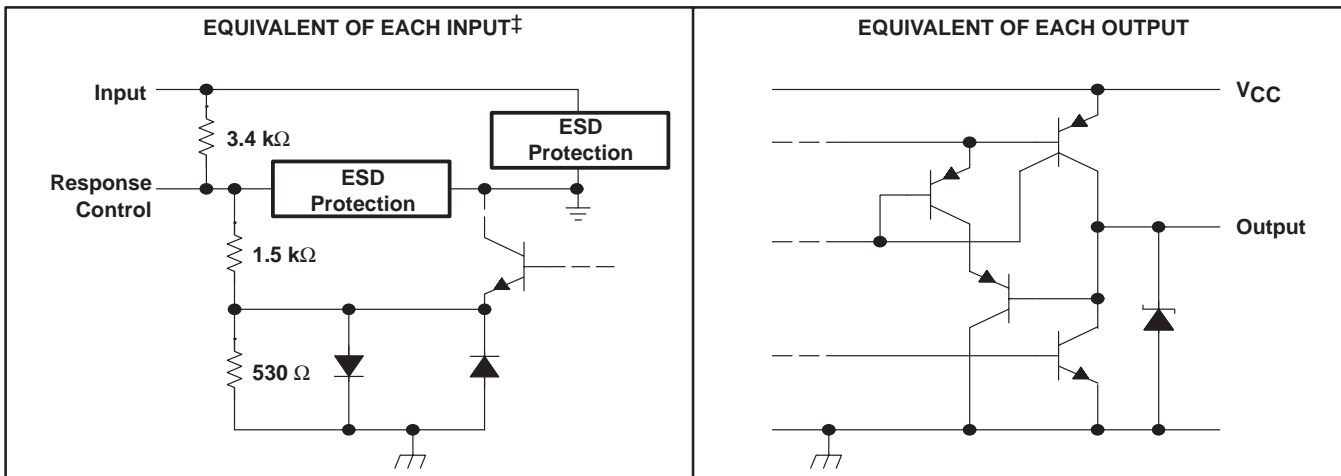 EQUIVALENT OF EACH INPUT‡
Input
3.4 kΩ
ESD
Protection
Response
Control
ESD
Protection
1.5 kΩ
530 Ω
EQUIVALENT OF EACH OUTPUT
VCC
Output